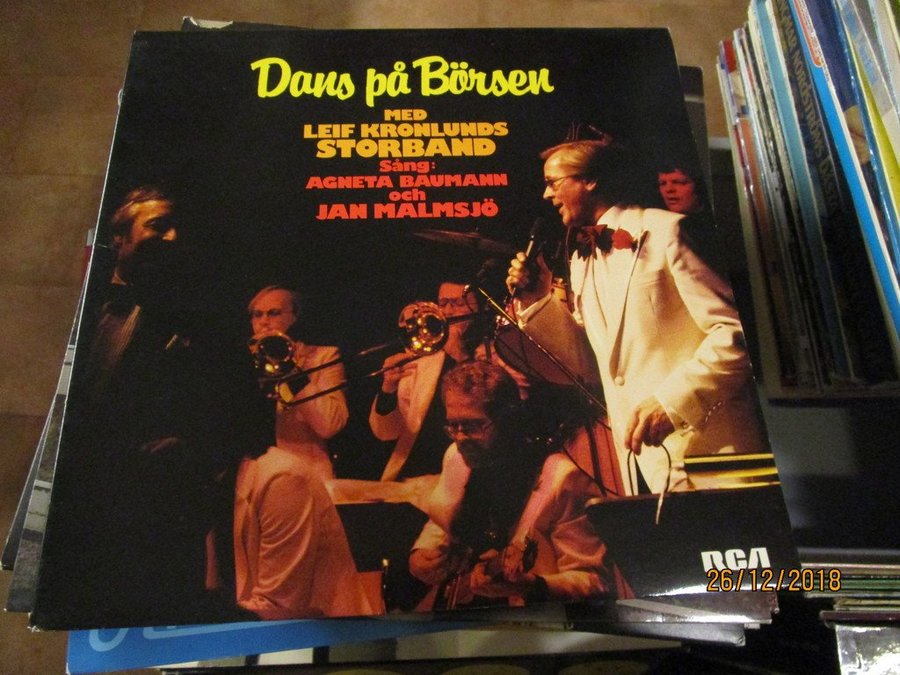 Dans på Börsen
MED
LEIF KRONLUNDS
STORBAND
Sång:
AGNETA BAUMANN
och
JAN MALMSJÖ
RCA
26/12/2018